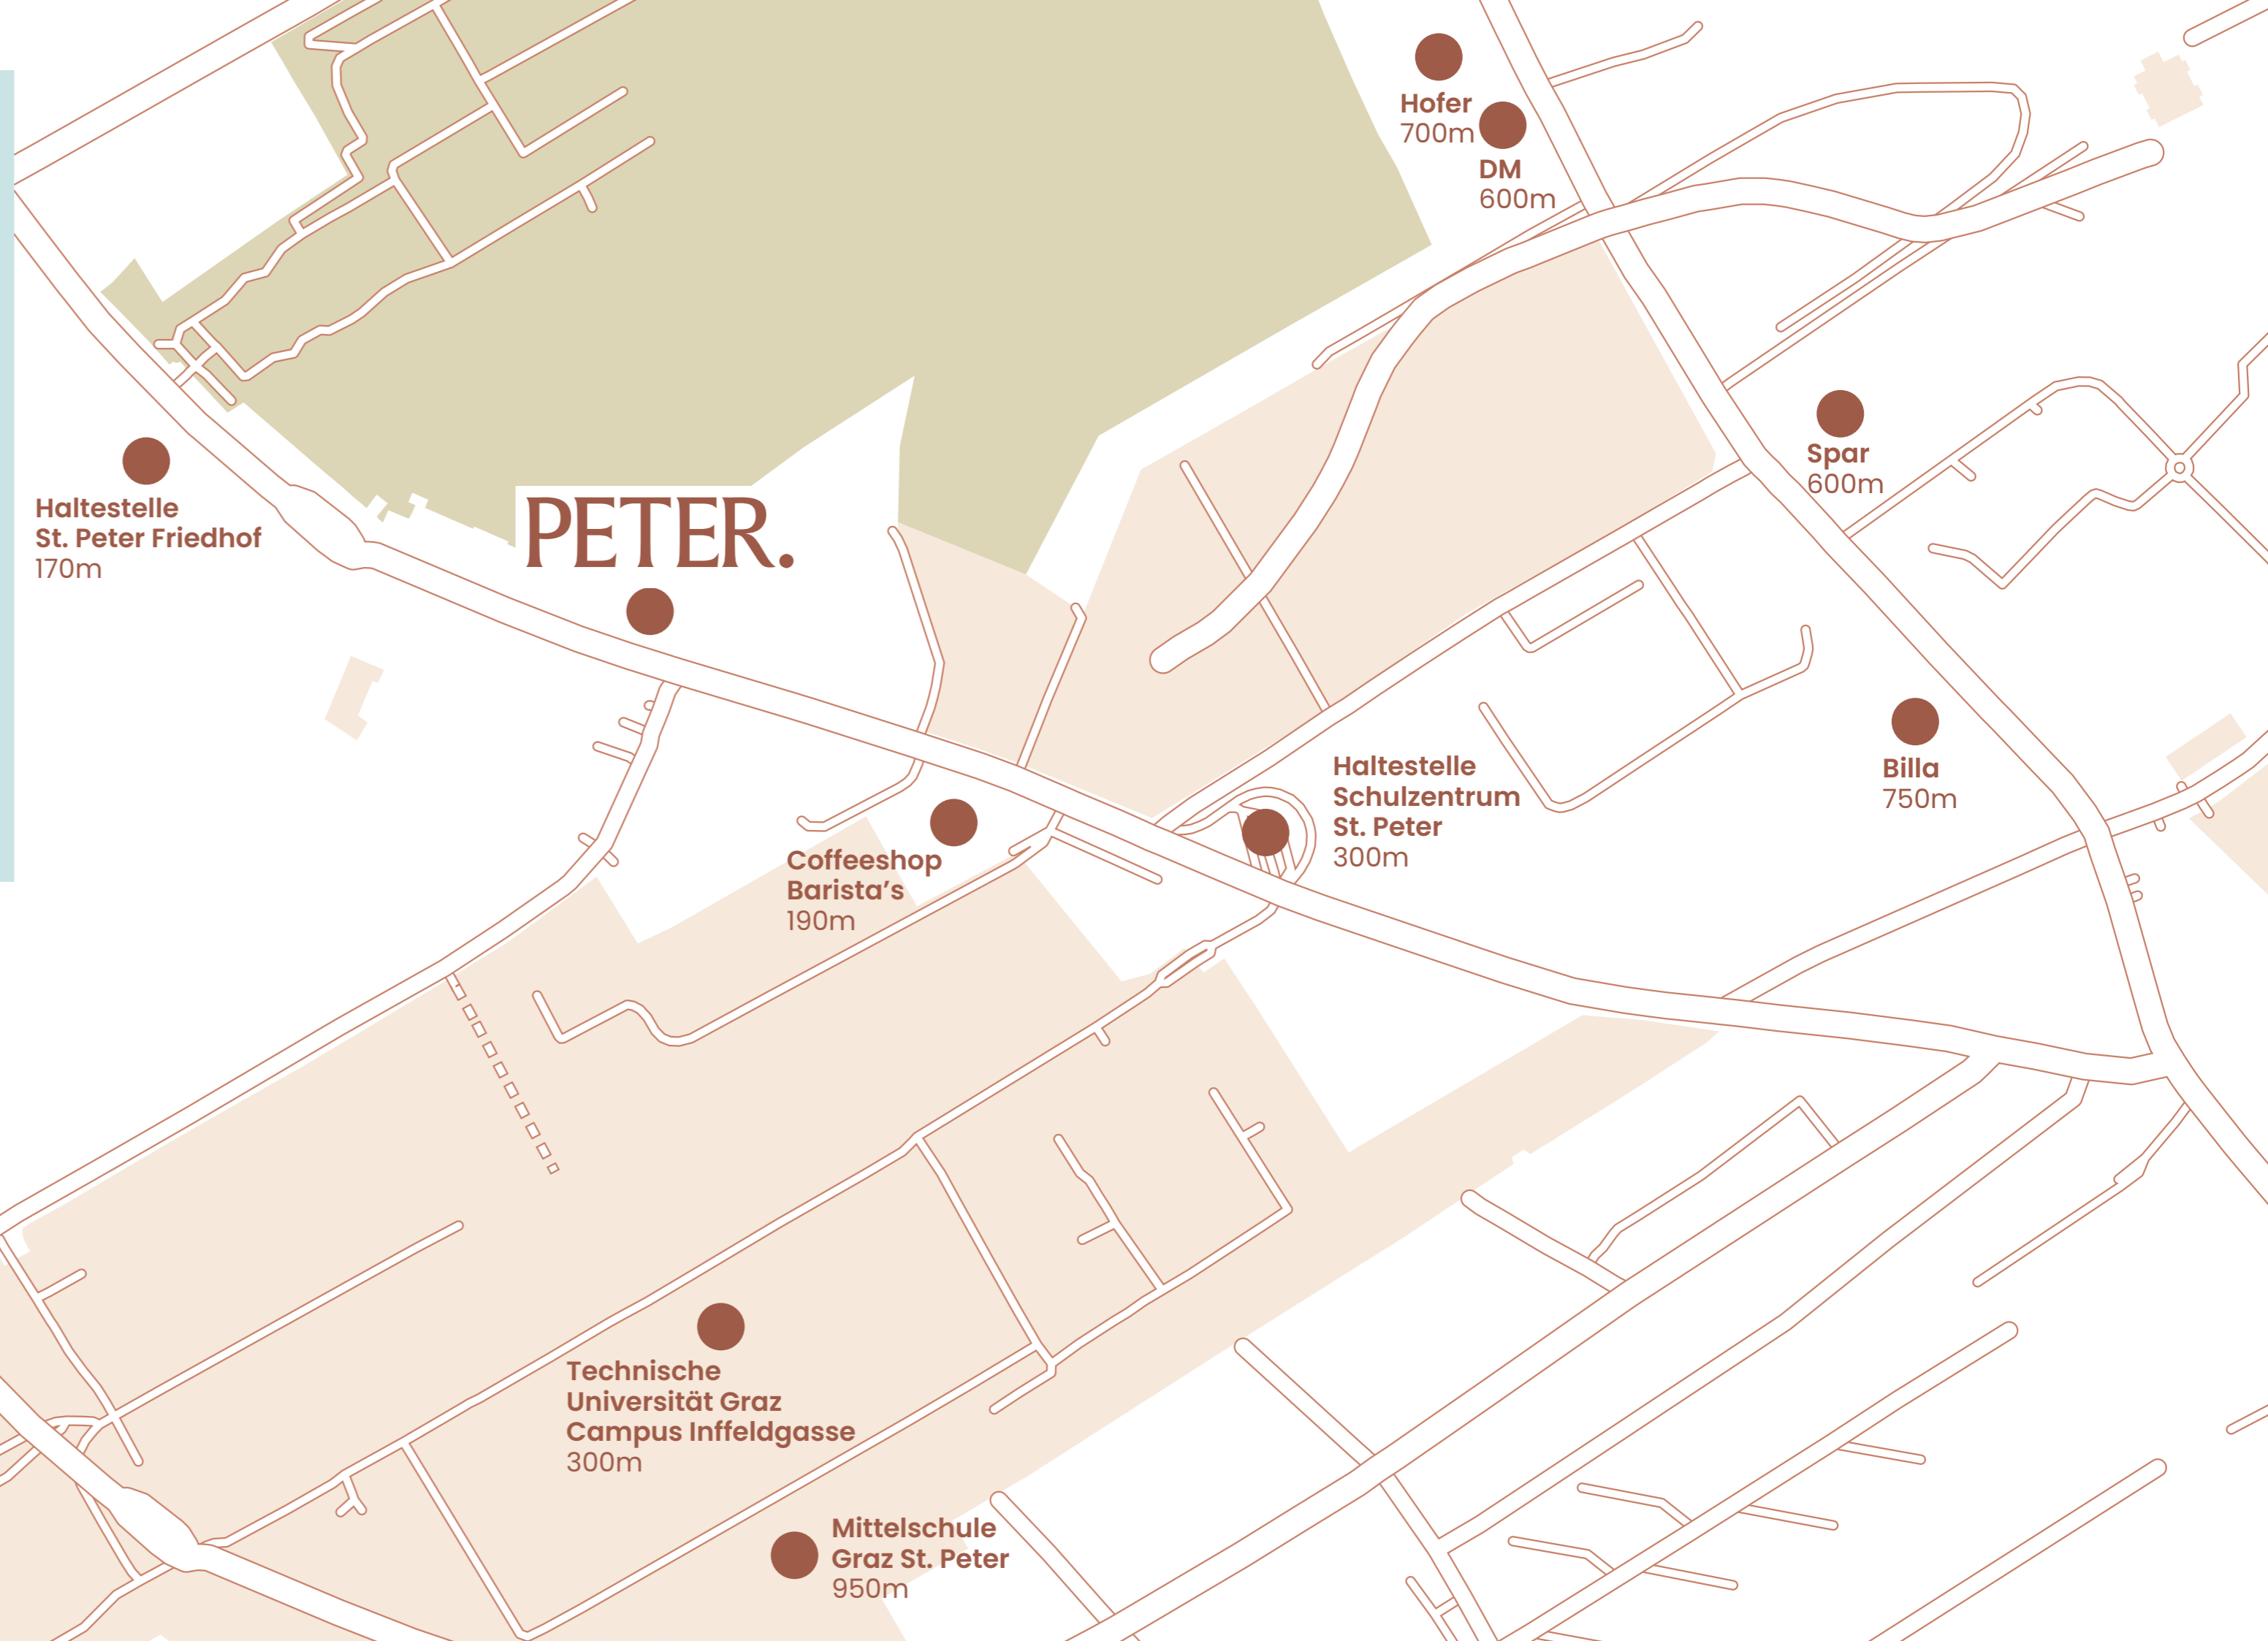 Hofer
700m
DM
600m
Spar
600m
Haltestelle
St. Peter Friedhof
170m
PETER.
Billa
750m
Haltestelle
Schulzentrum
St. Peter
300m
Coffeeshop
Barista’s
190m
Technische
Universität Graz
Campus Inffeldgasse
300m
Mittelschule
Graz St. Peter
950m